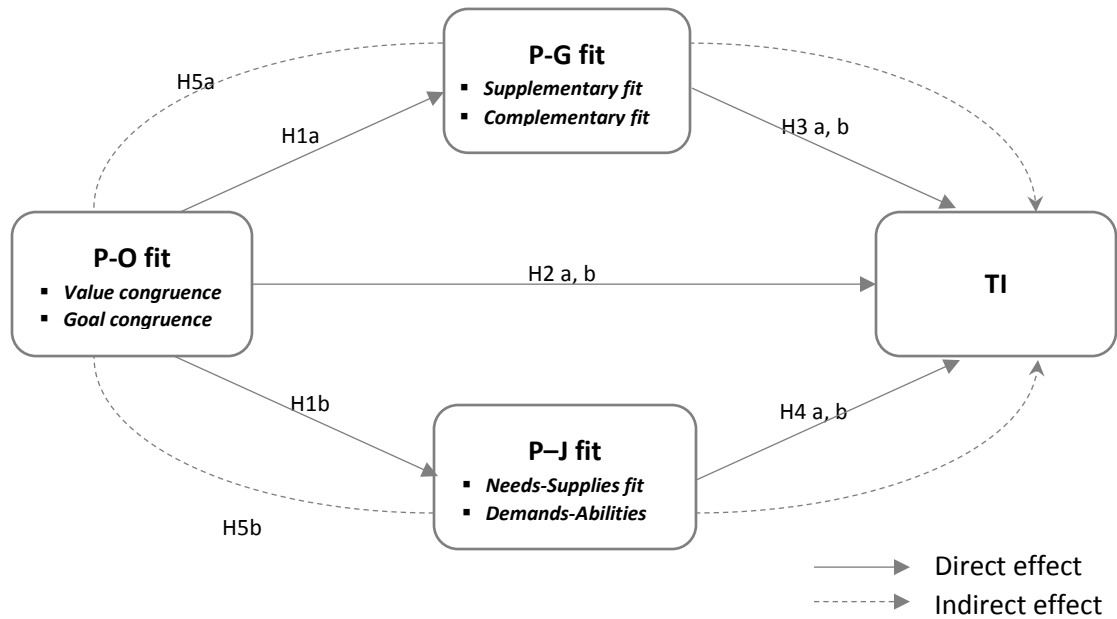 P-G fit
▪ Supplementary fit
▪ Complementary fit
H5a
H1a
H3 a, b
P-O fit
▪ Value congruence
▪ Goal congruence
H2 a, b
TI
H1b
H4 a, b
P–J fit
▪ Needs-Supplies fit
▪ Demands-Abilities
H5b
Direct effect
Indirect effect